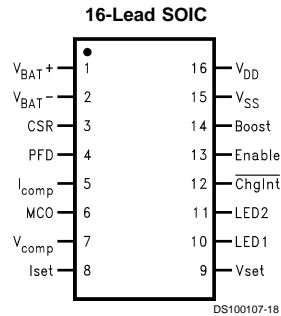 16-Lead SOIC
VBAT+ 1 16 VDD
VBAT- 2 15 VSS
CSR 3 14 Boost
PFD 4 13 Enable
Icomp 5 12 ChgInt
MCO 6 11 LED2
Vcomp 7 10 LED1
Iset 8 9 Vset
DS100107-18